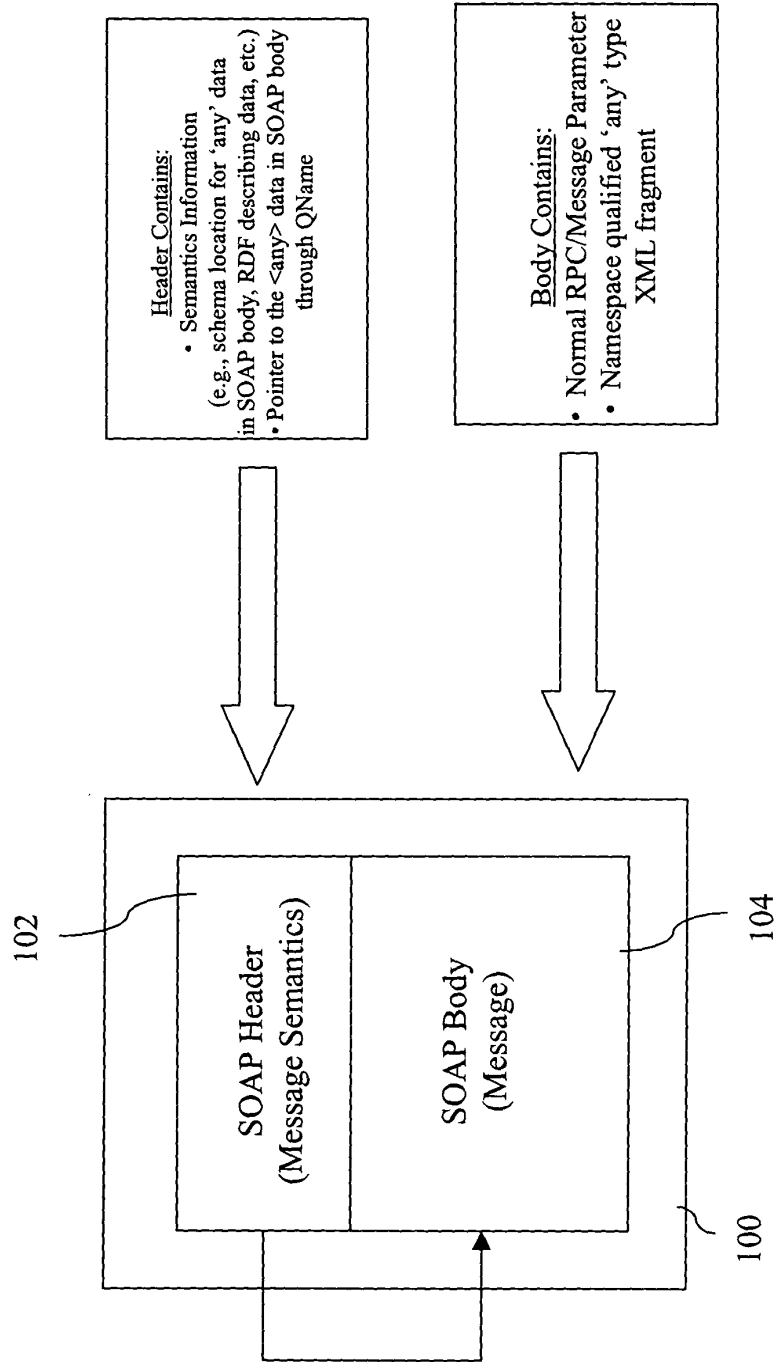 102
SOAP Header
(Message Semantics)
SOAP Body
(Message)
104
100
Header Contains:
• Semantics Information
(e.g., schema location for ‘any’ data
in SOAP body, RDF describing data, etc.)
• Pointer to the <any> data in SOAP body
through QName
Body Contains:
• Normal RPC/Message Parameter
• Namespace qualified ‘any’ type
XML fragment